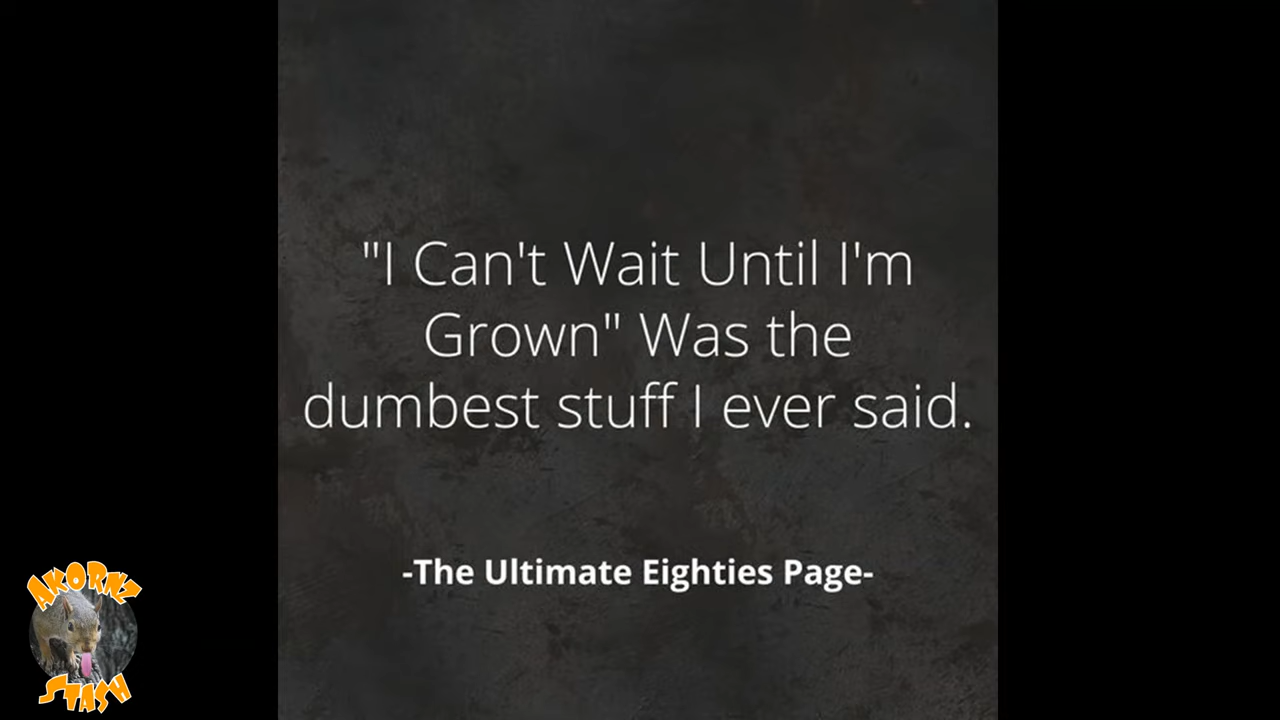 "I Can't Wait Until I'm
Grown" Was the
dumbest stuff I ever said.
-The Ultimate Eighties Page-
AKORNZ
STASH